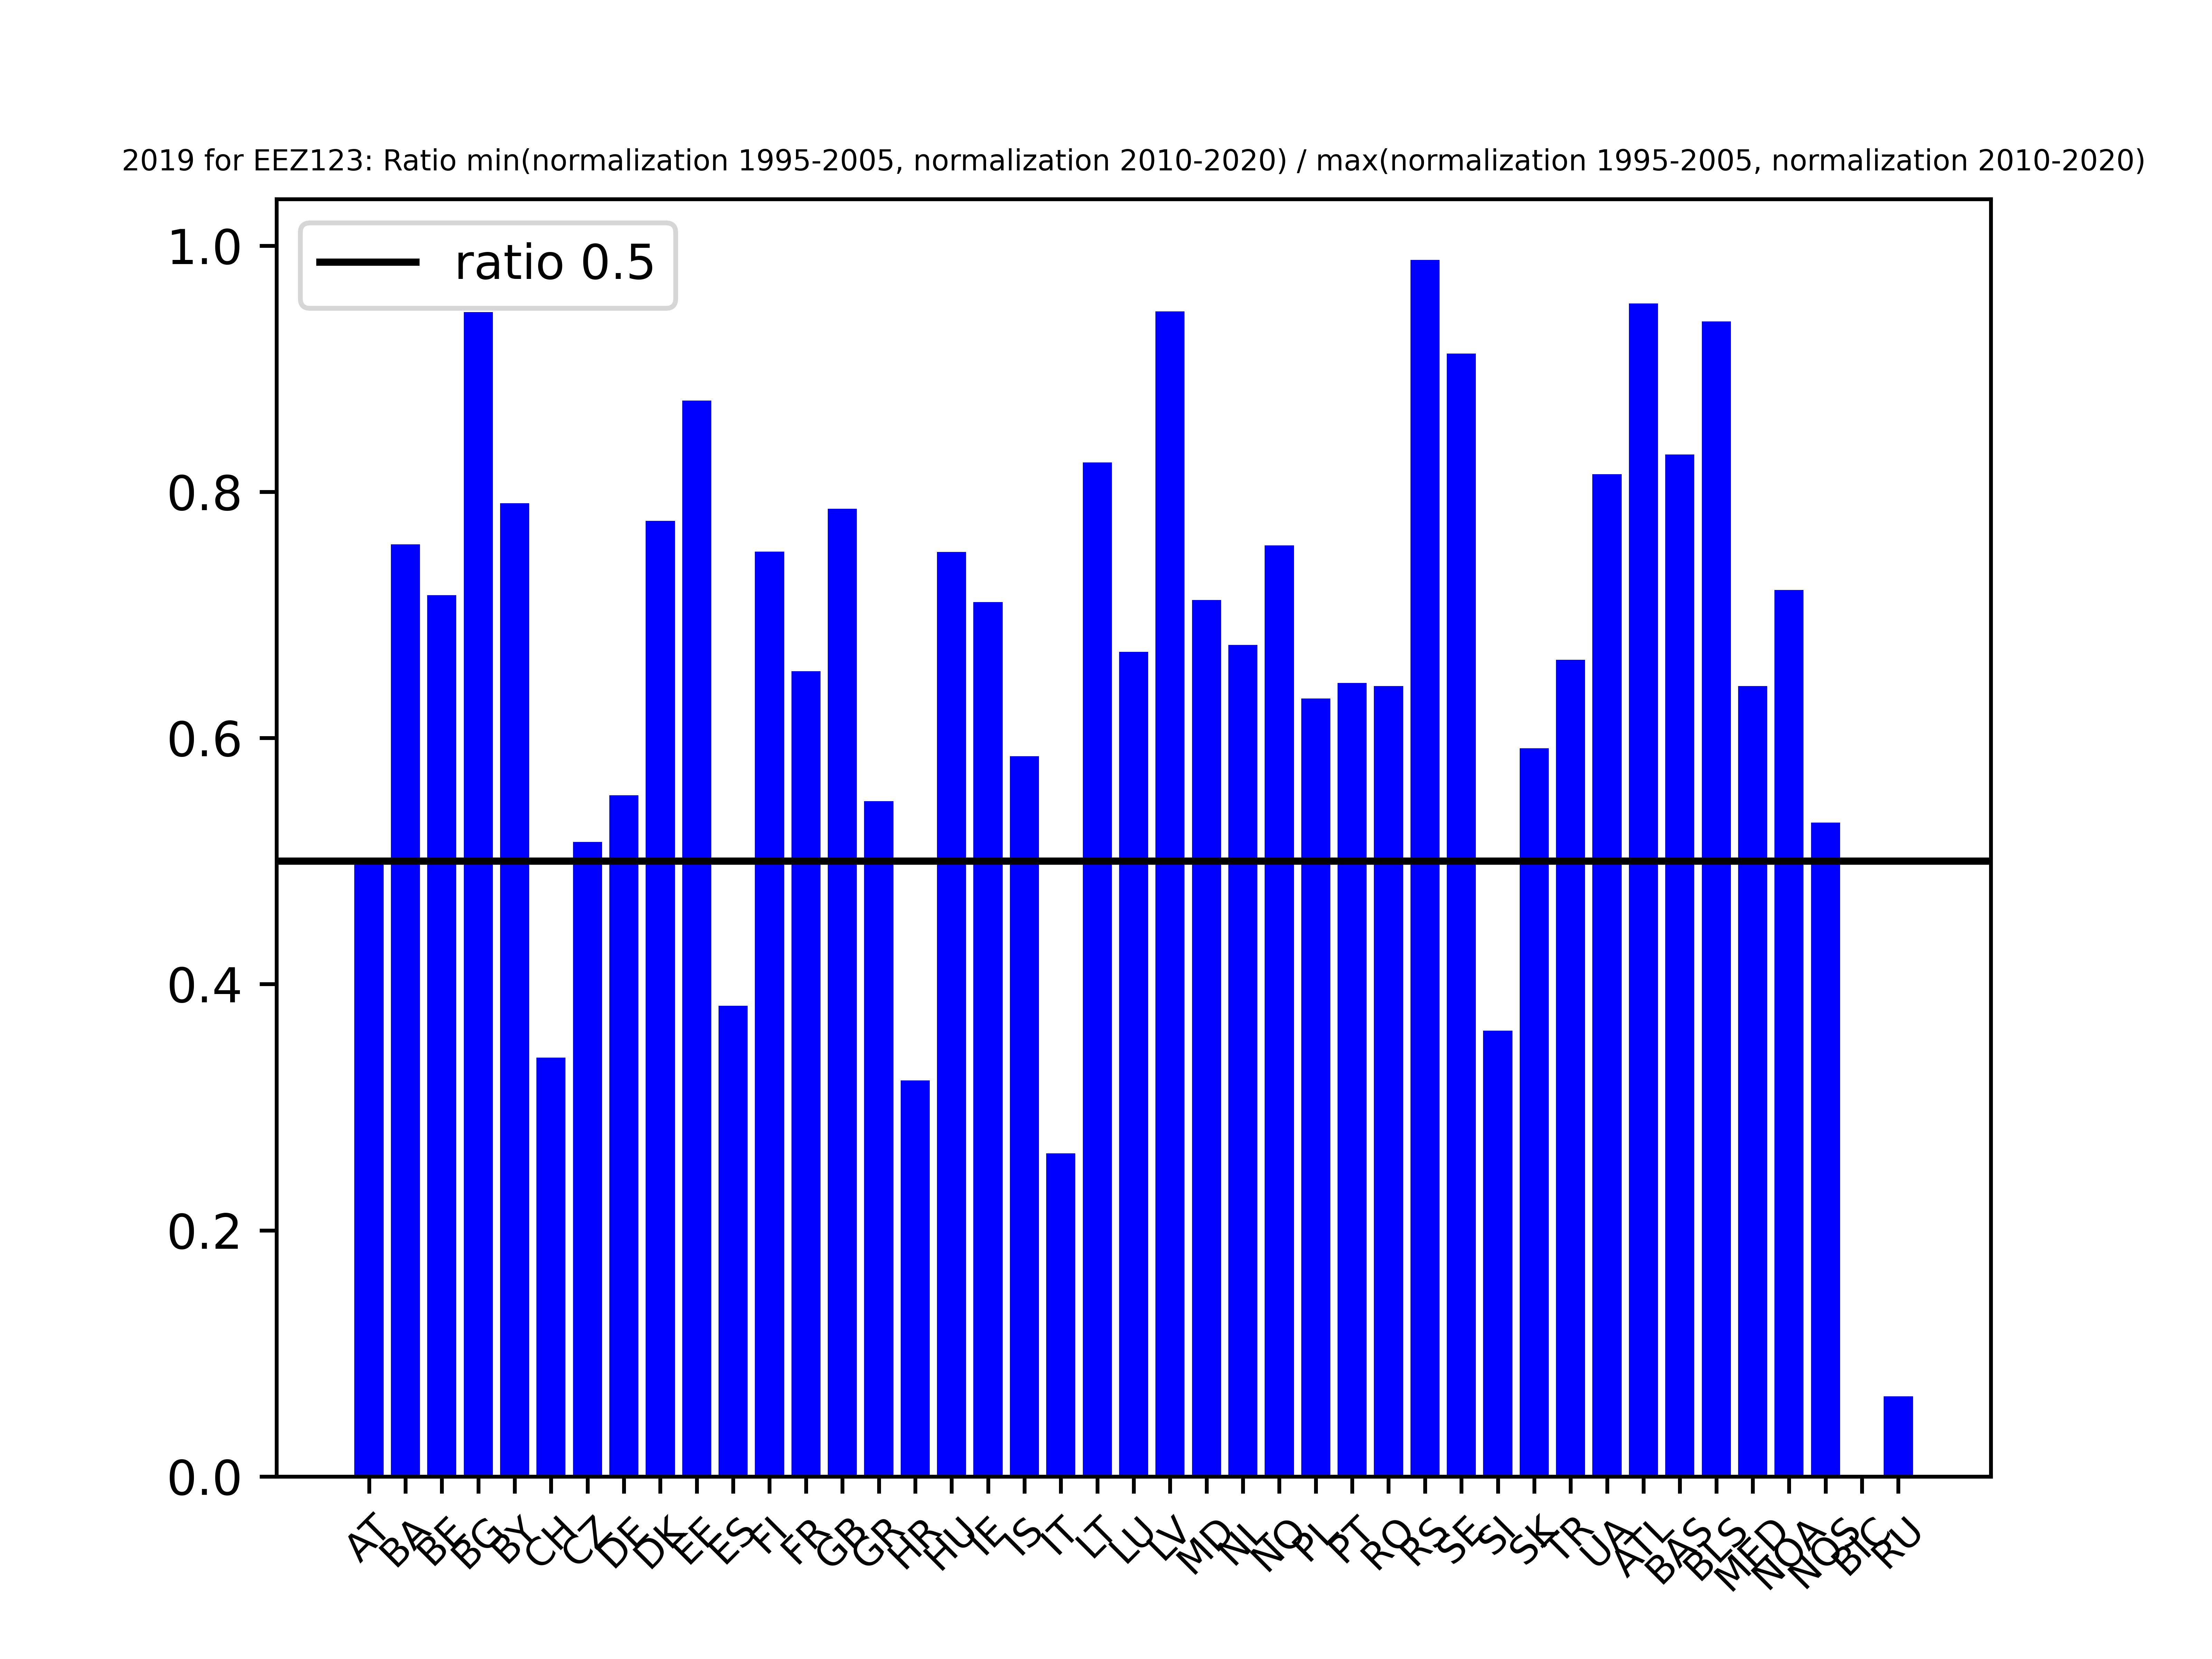 2019 for EEZ123: Ratio min(normalization 1995-2005, normalization 2010-2020) / max(normalization 1995-2005, normalization 2010-2020)
ratio 0.5
1.0
0.8
0.6
0.4
0.2
0.0
AT BA BE BG BY CH CZ DE DK EE ES FI FR GB GR HR HU IE IS IT LT LU LV MD NL NO PL PT RO RS SE SI SK TR UA ATL BAS BTS MED NOA NOS BIC RU